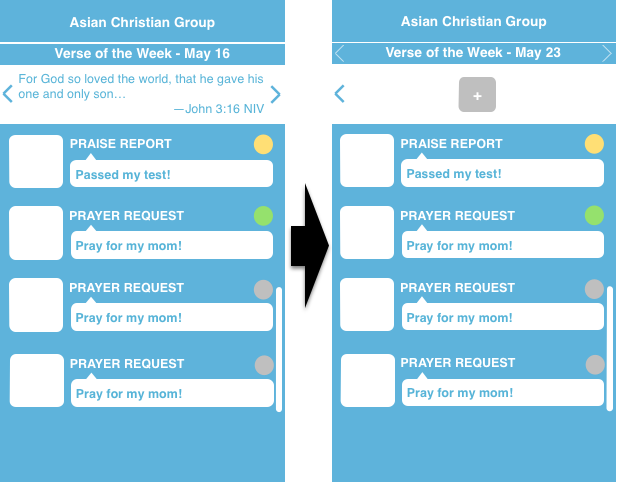 Asian Christian Group
Verse of the Week - May 16
For God so loved the world, that he gave his
one and only son…
—John 3:16 NIV
PRAISE REPORT
Passed my test!
PRAYER REQUEST
Pray for my mom!
PRAYER REQUEST
Pray for my mom!
PRAYER REQUEST
Pray for my mom!
Asian Christian Group
Verse of the Week - May 23
+
PRAISE REPORT
Passed my test!
PRAYER REQUEST
Pray for my mom!
PRAYER REQUEST
Pray for my mom!
PRAYER REQUEST
Pray for my mom!